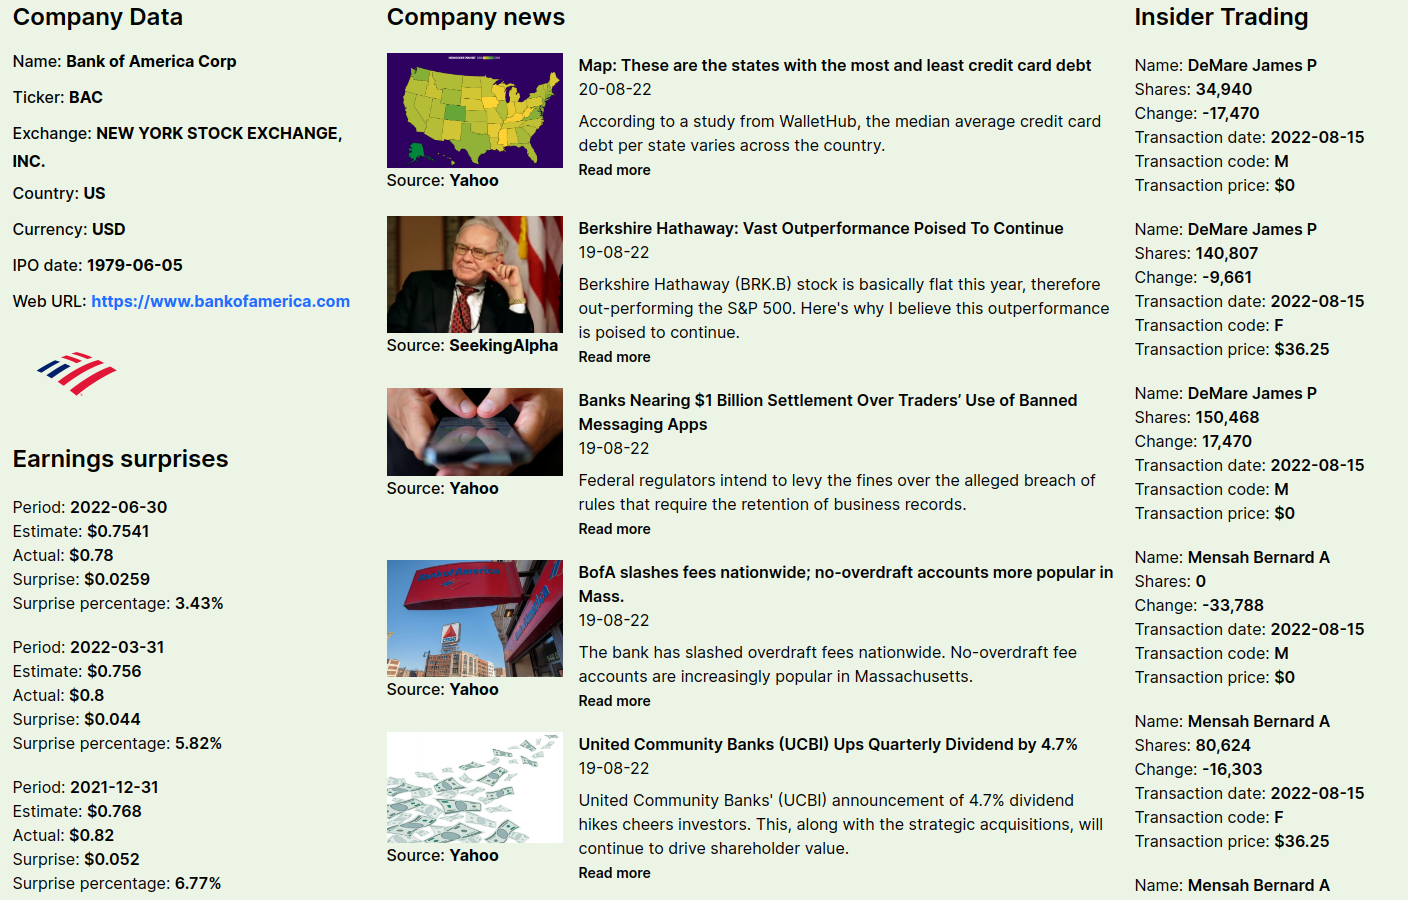 Company Data
Name: Bank of America Corp
Ticker: BAC
Exchange: NEW YORK STOCK EXCHANGE,
INC.
Country: US
Currency: USD
IPO date: 1979-06-05
Web URL: https://www.bankofamerica.com
Earnings surprises
Period: 2022-06-30
Estimate: $0.7541
Actual: $0.78
Surprise: $0.0259
Surprise percentage: 3.43%
Period: 2022-03-31
Estimate: $0.756
Actual: $0.8
Surprise: $0.044
Surprise percentage: 5.82%
Period: 2021-12-31
Estimate: $0.768
Actual: $0.82
Surprise: $0.052
Surprise percentage: 6.77%
Company news
Map: These are the states with the most and least credit card debt
20-08-22
According to a study from WalletHub, the median average credit card
debt per state varies across the country.
Read more
Source: Yahoo
Berkshire Hathaway: Vast Outperformance Poised To Continue
19-08-22
Berkshire Hathaway (BRK.B) stock is basically flat this year, therefore
out-performing the S&P 500. Here's why I believe this outperformance
is poised to continue.
Read more
Source: SeekingAlpha
Banks Nearing $1 Billion Settlement Over Traders’ Use of Banned
Messaging Apps
19-08-22
Federal regulators intend to levy the fines over the alleged breach of
rules that require the retention of business records.
Read more
Source: Yahoo
BofA slashes fees nationwide; no-overdraft accounts more popular in
Mass.
19-08-22
The bank has slashed overdraft fees nationwide. No-overdraft fee
accounts are increasingly popular in Massachusetts.
Read more
Source: Yahoo
United Community Banks (UCBI) Ups Quarterly Dividend by 4.7%
19-08-22
United Community Banks' (UCBI) announcement of 4.7% dividend
hikes cheers investors. This, along with the strategic acquisitions, will
continue to drive shareholder value.
Read more
Source: Yahoo
Insider Trading
Name: DeMare James P
Shares: 34,940
Change: -17,470
Transaction date: 2022-08-15
Transaction code: M
Transaction price: $0
Name: DeMare James P
Shares: 140,807
Change: -9,661
Transaction date: 2022-08-15
Transaction code: F
Transaction price: $36.25
Name: DeMare James P
Shares: 150,468
Change: 17,470
Transaction date: 2022-08-15
Transaction code: M
Transaction price: $0
Name: Mensah Bernard A
Shares: 0
Change: -33,788
Transaction date: 2022-08-15
Transaction code: M
Transaction price: $0
Name: Mensah Bernard A
Shares: 80,624
Change: -16,303
Transaction date: 2022-08-15
Transaction code: F
Transaction price: $36.25
Name: Mensah Bernard A